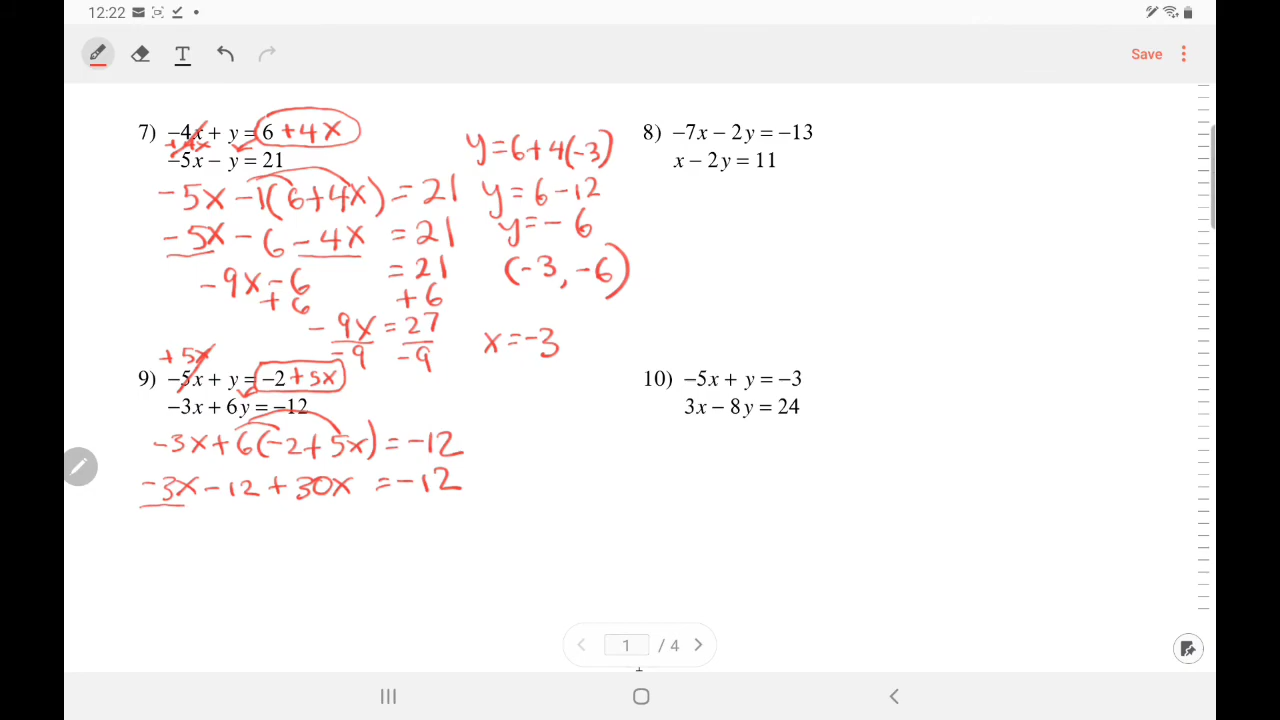 12:22
T
Save
7) −4x + y = 6 +4x
+4x
−5x − y = 21
-5x -1(6+4x) = 21
-5x - 6 - 4x = 21
-9x - 6 = 21
+6 +6
-9x = 27
-9 -9
x = -3
y = 6+4(-3)
y = 6 - 12
y = - 6
(-3, -6)
8) −7x − 2y = −13
x − 2y = 11
+5x
9) −5x + y = −2 +5x
−3x + 6y = −12
-3x + 6(-2+5x) = -12
-3x - 12 + 30x = -12
10) −5x + y = −3
3x − 8y = 24
1 / 4